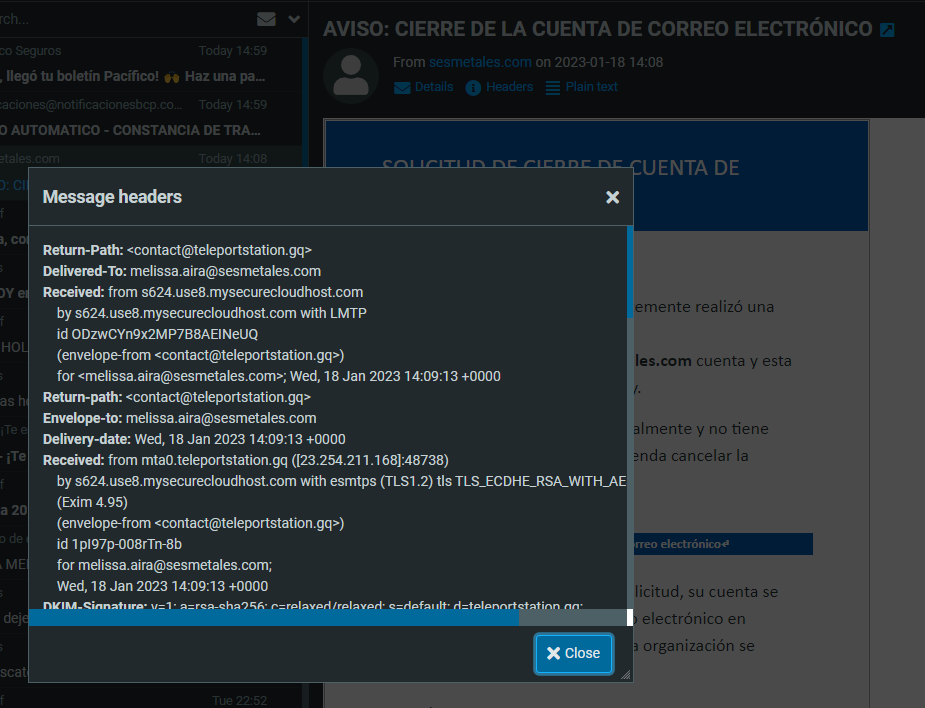 rch...
co Seguros
Today 14:59
, llegó tu boletín Pacífico! 🙌 Haz una pa...
caciones@notificacionesbcp.co...
Today 14:59
O AUTOMATICO - CONSTANCIA DE TRA...
etales.com
Today 14:08
AVISO: CIERRE DE LA CUENTA DE CORREO ELECTRÓNICO
From sesmetales.com on 2023-01-18 14:08
Details Headers Plain text
SOLICITUD DE CIERRE DE CUENTA DE
Message headers
Return-Path: <contact@teleportstation.gq>
Delivered-To: melissa.aira@sesmetales.com
Received: from s624.use8.mysecurecloudhost.com
by s624.use8.mysecurecloudhost.com with LMTP
id ODzwCYn9x2MP7B8AEINeUQ
(envelope-from <contact@teleportstation.gq>)
for <melissa.aira@sesmetales.com>; Wed, 18 Jan 2023 14:09:13 +0000
Return-path: <contact@teleportstation.gq>
Envelope-to: melissa.aira@sesmetales.com
Delivery-date: Wed, 18 Jan 2023 14:09:13 +0000
Received: from mta0.teleportstation.gq ([23.254.211.168]:48738)
by s624.use8.mysecurecloudhost.com with esmtps (TLS1.2) tls TLS_ECDHE_RSA_WITH_AE
(Exim 4.95)
(envelope-from <contact@teleportstation.gq>)
id 1pI97p-008rTn-8b
for melissa.aira@sesmetales.com;
Wed, 18 Jan 2023 14:09:13 +0000
DKIM-Signature: v=1; a=rsa-sha256; c=relaxed/relaxed; s=default; d=teleportstation.gq;
Close
emente realizó una
les.com cuenta y esta
y.
almente y no tiene
enda cancelar la
orreo electrónico↵
licitud, su cuenta se
o electrónico en
a organización se
Tue 22:52